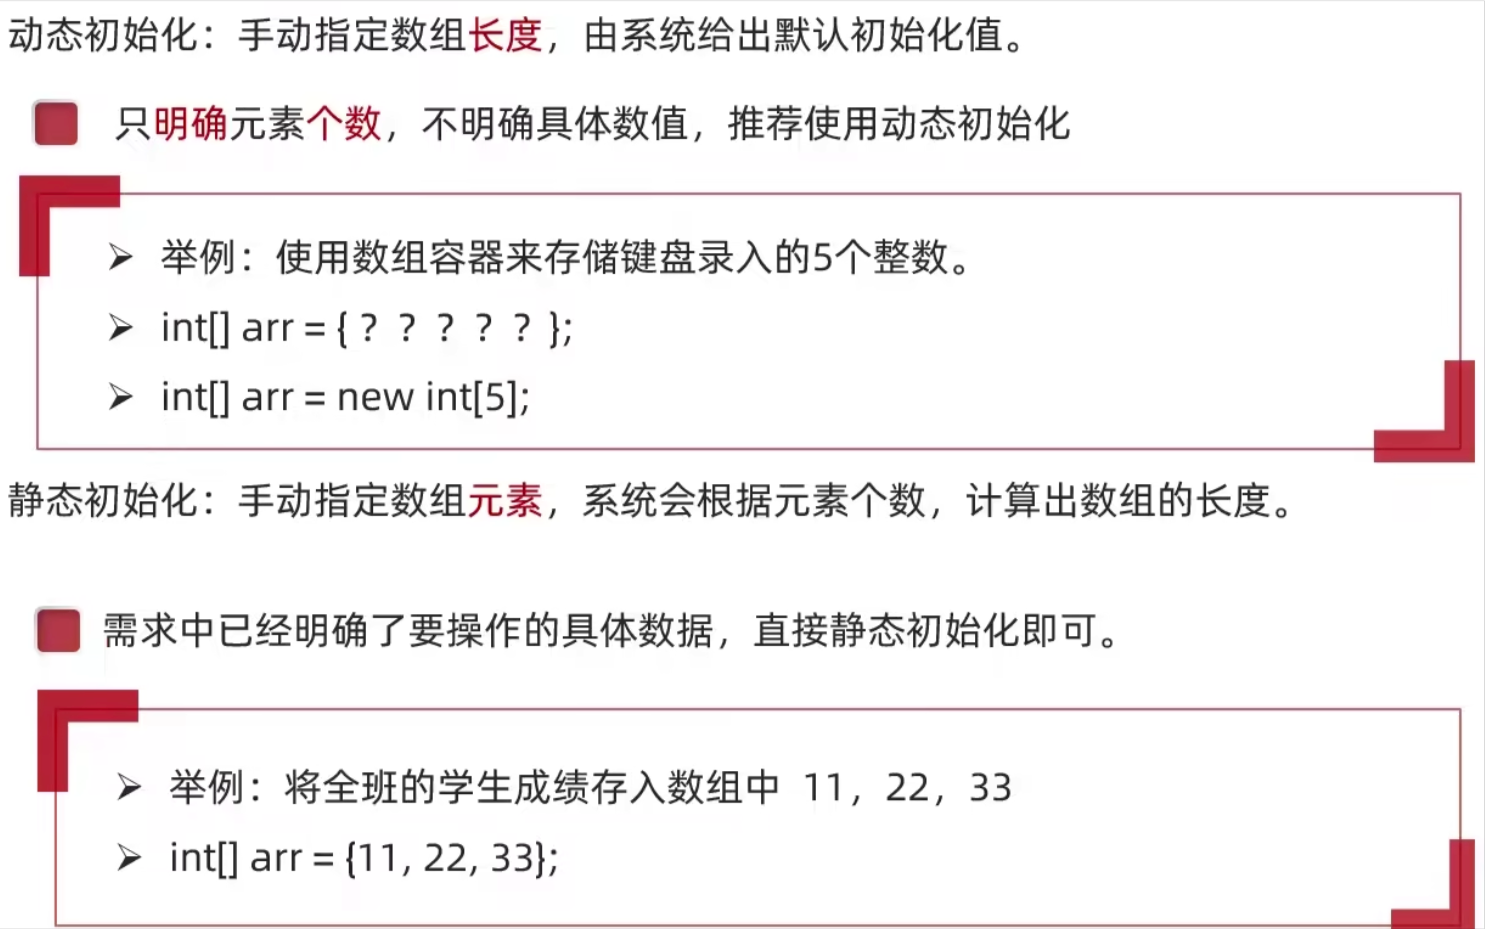 动态初始化：手动指定数组长度，由系统给出默认初始化值。
只明确元素个数，不明确具体数值，推荐使用动态初始化
举例：使用数组容器来存储键盘录入的5个整数。
int[] arr = { ? ? ? ? ? };
int[] arr = new int[5];
静态初始化：手动指定数组元素，系统会根据元素个数，计算出数组的长度。
需求中已经明确了要操作的具体数据，直接静态初始化即可。
举例：将全班的学生成绩存入数组中 11，22，33
int[] arr = {11, 22, 33};